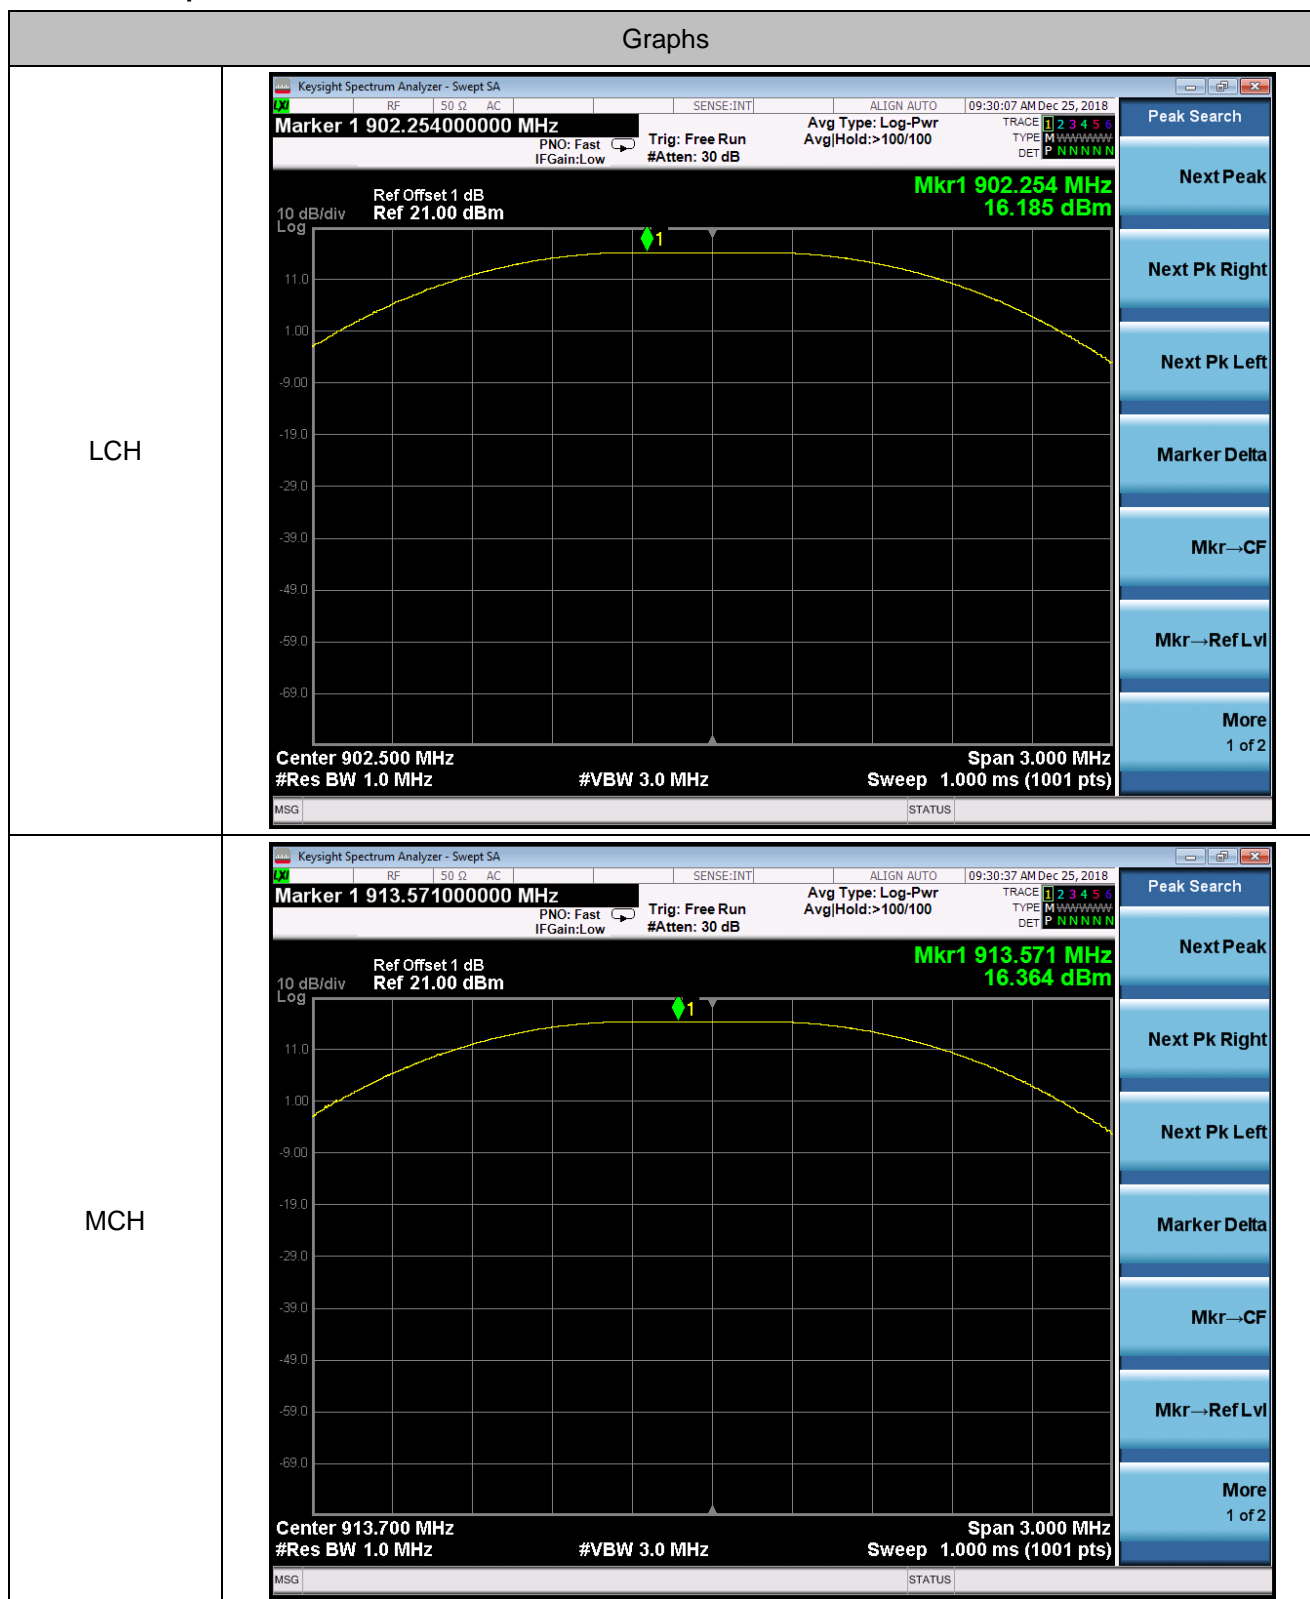 Graphs
LCH
Keysight Spectrum Analyzer - Swept SA
LXI RF 50 Ω AC SENSE:INT ALIGN AUTO 09:30:07 AM Dec 25, 2018
Marker 1 902.254000000 MHz
PNO: Fast
IFGain:Low
Trig: Free Run
#Atten: 30 dB
Avg Type: Log-Pwr
Avg|Hold:>100/100
TRACE 1 2 3 4 5 6
TYPE M WWWWW
DET P N N N N N
Mkr1 902.254 MHz
16.185 dBm
Ref Offset 1 dB
10 dB/div Ref 21.00 dBm
Log
1
11.0
1.00
-9.00
-19.0
-29.0
-39.0
-49.0
-59.0
-69.0
Center 902.500 MHz Span 3.000 MHz
#Res BW 1.0 MHz #VBW 3.0 MHz Sweep 1.000 ms (1001 pts)
MSG STATUS
Peak Search
Next Peak
Next Pk Right
Next Pk Left
Marker Delta
Mkr→CF
Mkr→Ref Lvl
More
1 of 2
MCH
Keysight Spectrum Analyzer - Swept SA
LXI RF 50 Ω AC SENSE:INT ALIGN AUTO 09:30:37 AM Dec 25, 2018
Marker 1 913.571000000 MHz
PNO: Fast
IFGain:Low
Trig: Free Run
#Atten: 30 dB
Avg Type: Log-Pwr
Avg|Hold:>100/100
TRACE 1 2 3 4 5 6
TYPE M WWWWW
DET P N N N N N
Mkr1 913.571 MHz
16.364 dBm
Ref Offset 1 dB
10 dB/div Ref 21.00 dBm
Log
1
11.0
1.00
-9.00
-19.0
-29.0
-39.0
-49.0
-59.0
-69.0
Center 913.700 MHz Span 3.000 MHz
#Res BW 1.0 MHz #VBW 3.0 MHz Sweep 1.000 ms (1001 pts)
MSG STATUS
Peak Search
Next Peak
Next Pk Right
Next Pk Left
Marker Delta
Mkr→CF
Mkr→Ref Lvl
More
1 of 2